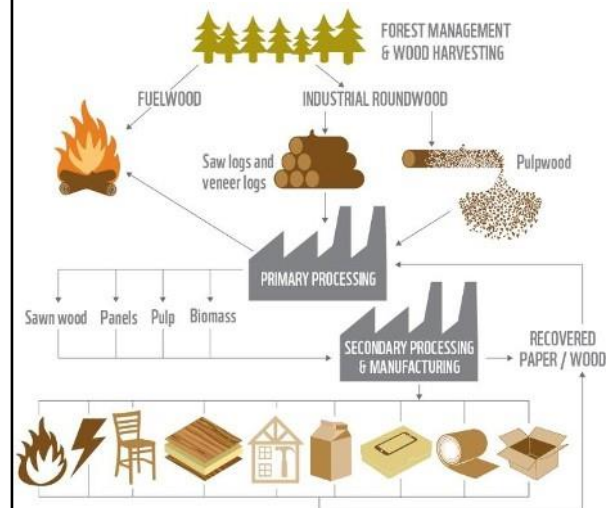 FOREST MANAGEMENT
& WOOD HARVESTING
FUELWOOD
INDUSTRIAL ROUNDWOOD
Saw logs and
veneer logs
Pulpwood
PRIMARY PROCESSING
Sawn wood
Panels
Pulp
Biomass
SECONDARY PROCESSING
& MANUFACTURING
RECOVERED
PAPER / WOOD